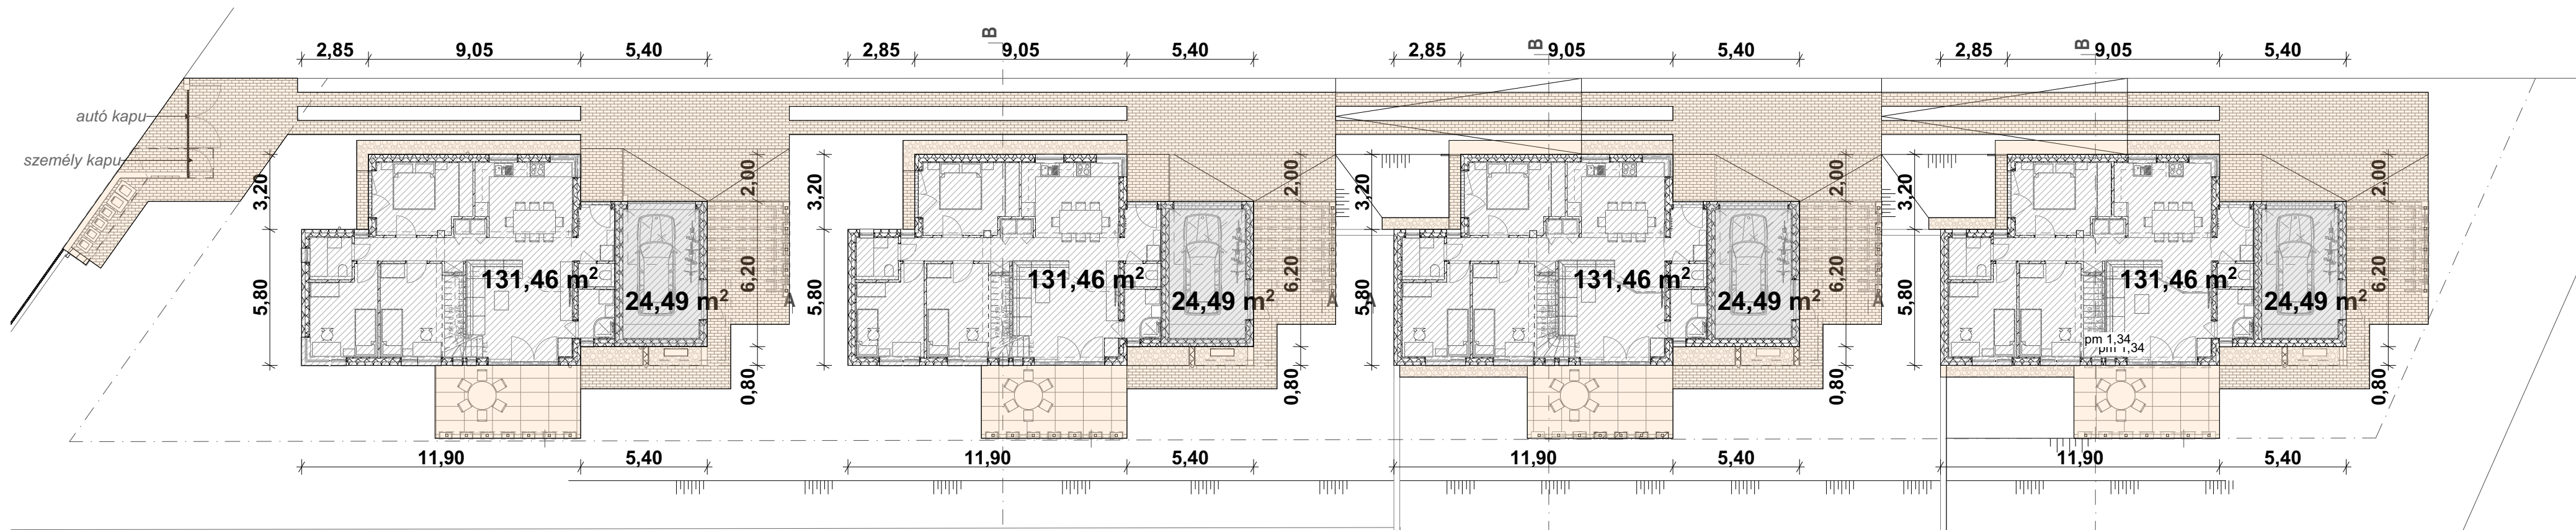 B
2,85 9,05 5,40
2,85 9,05 5,40
B
2,85 9,05 5,40
B
2,85 9,05 5,40
autó kapu
személy kapu
3,20
5,80
131,46 m²
24,49 m²
2,00
6,20
0,80
A
3,20
5,80
131,46 m²
24,49 m²
2,00
6,20
0,80
A
3,20
5,80
A
131,46 m²
24,49 m²
2,00
6,20
0,80
A
3,20
5,80
131,46 m²
24,49 m²
pm 1,34
pm 1,34
2,00
6,20
0,80
11,90 5,40
11,90 5,40
11,90 5,40
11,90 5,40